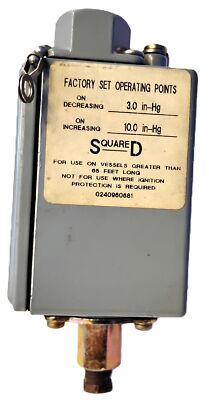 FACTORY SET OPERATING POINTS
ON
DECREASING 3.0 in-Hg
ON
INCREASING 10.0 in-Hg
SQUARE D
FOR USE ON VESSELS GREATER THAN
65 FEET LONG
NOT FOR USE WHERE IGNITION
PROTECTION IS REQUIRED
0240960681